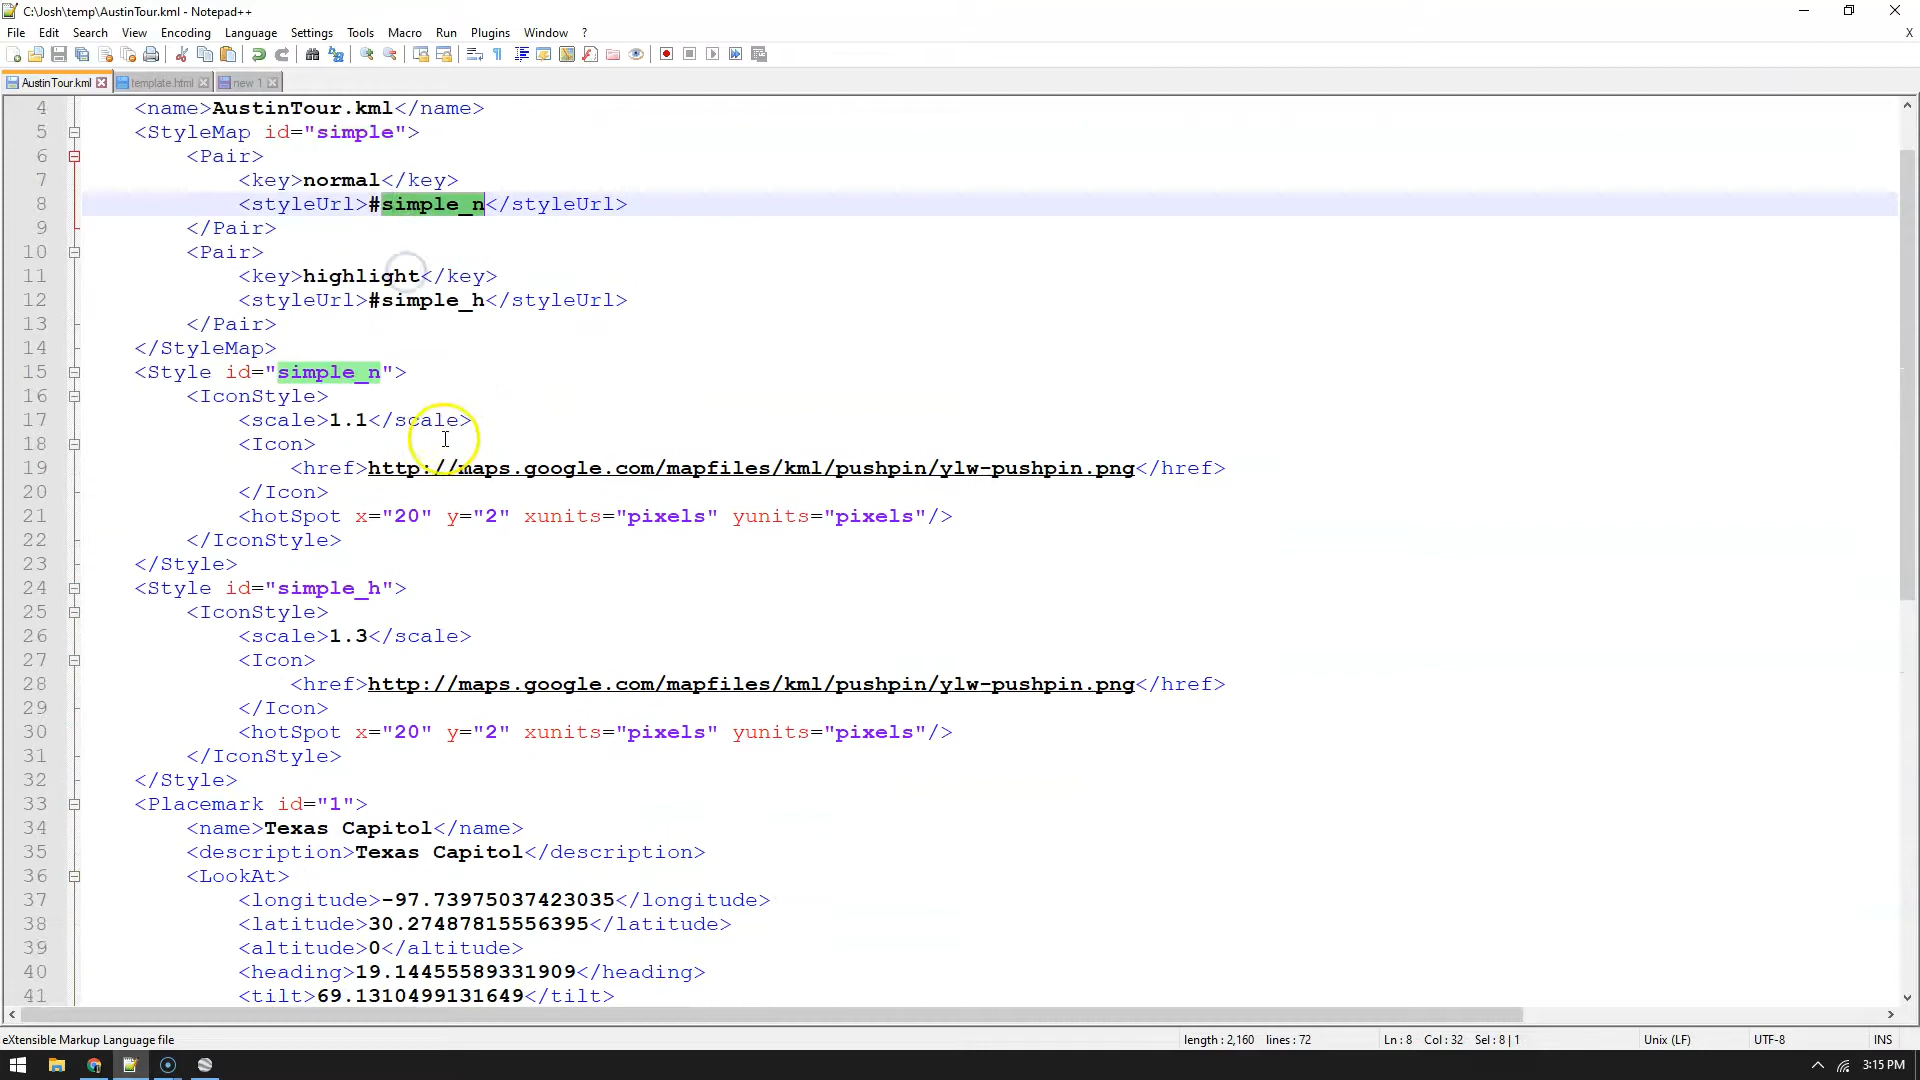 C:\Josh\temp\AustinTour.kml - Notepad++
File Edit Search View Encoding Language Settings Tools Macro Run Plugins Window ? X
AustinTour.kml template.html new 1
4 <name>AustinTour.kml</name>
5 <StyleMap id="simple">
6 <Pair>
7 <key>normal</key>
8 <styleUrl>#simple_n</styleUrl>
9 </Pair>
10 <Pair>
11 <key>highlight</key>
12 <styleUrl>#simple_h</styleUrl>
13 </Pair>
14 </StyleMap>
15 <Style id="simple_n">
16 <IconStyle>
17 <scale>1.1</scale>
18 <Icon>
19 <href>http://maps.google.com/mapfiles/kml/pushpin/ylw-pushpin.png</href>
20 </Icon>
21 <hotSpot x="20" y="2" xunits="pixels" yunits="pixels"/>
22 </IconStyle>
23 </Style>
24 <Style id="simple_h">
25 <IconStyle>
26 <scale>1.3</scale>
27 <Icon>
28 <href>http://maps.google.com/mapfiles/kml/pushpin/ylw-pushpin.png</href>
29 </Icon>
30 <hotSpot x="20" y="2" xunits="pixels" yunits="pixels"/>
31 </IconStyle>
32 </Style>
33 <Placemark id="1">
34 <name>Texas Capitol</name>
35 <description>Texas Capitol</description>
36 <LookAt>
37 <longitude>-97.73975037423035</longitude>
38 <latitude>30.27487815556395</latitude>
39 <altitude>0</altitude>
40 <heading>19.14455589331909</heading>
41 <tilt>69.1310499131649</tilt>
eXtensible Markup Language file length : 2,160 lines : 72 Ln : 8 Col : 32 Sel : 8 | 1 Unix (LF) UTF-8 INS
3:15 PM